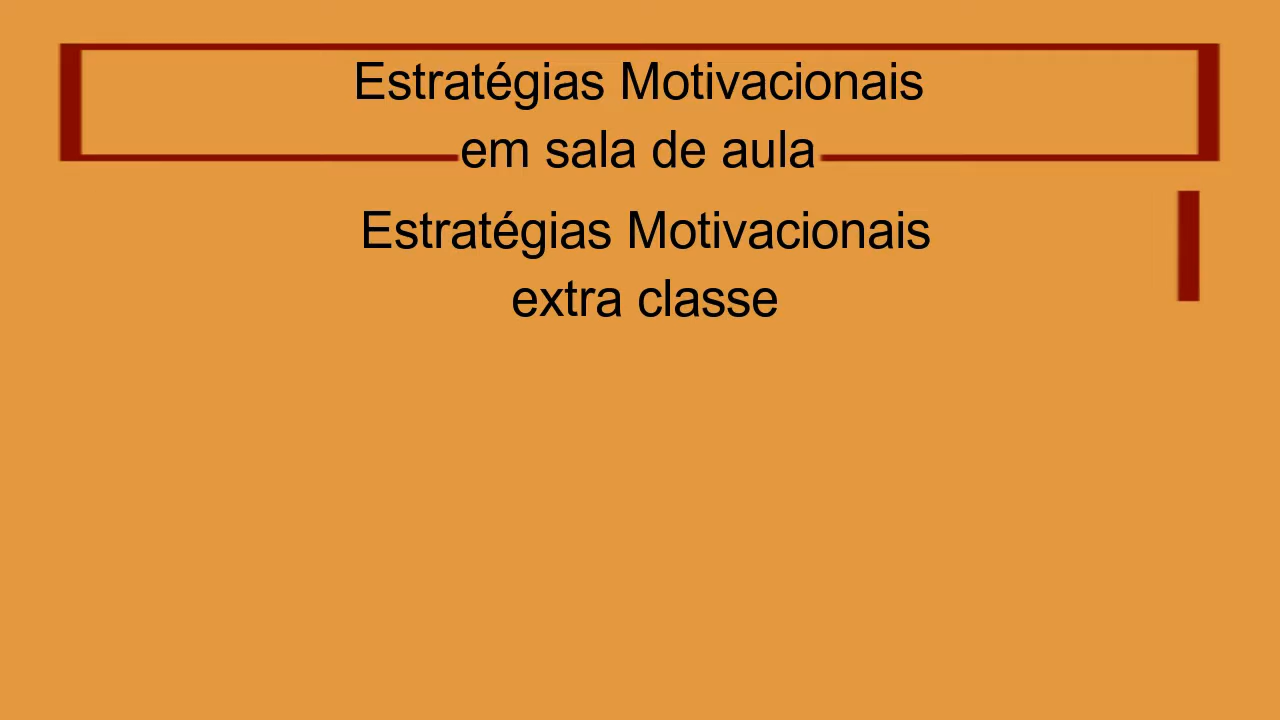 Estratégias Motivacionais
em sala de aula
Estratégias Motivacionais
extra classe